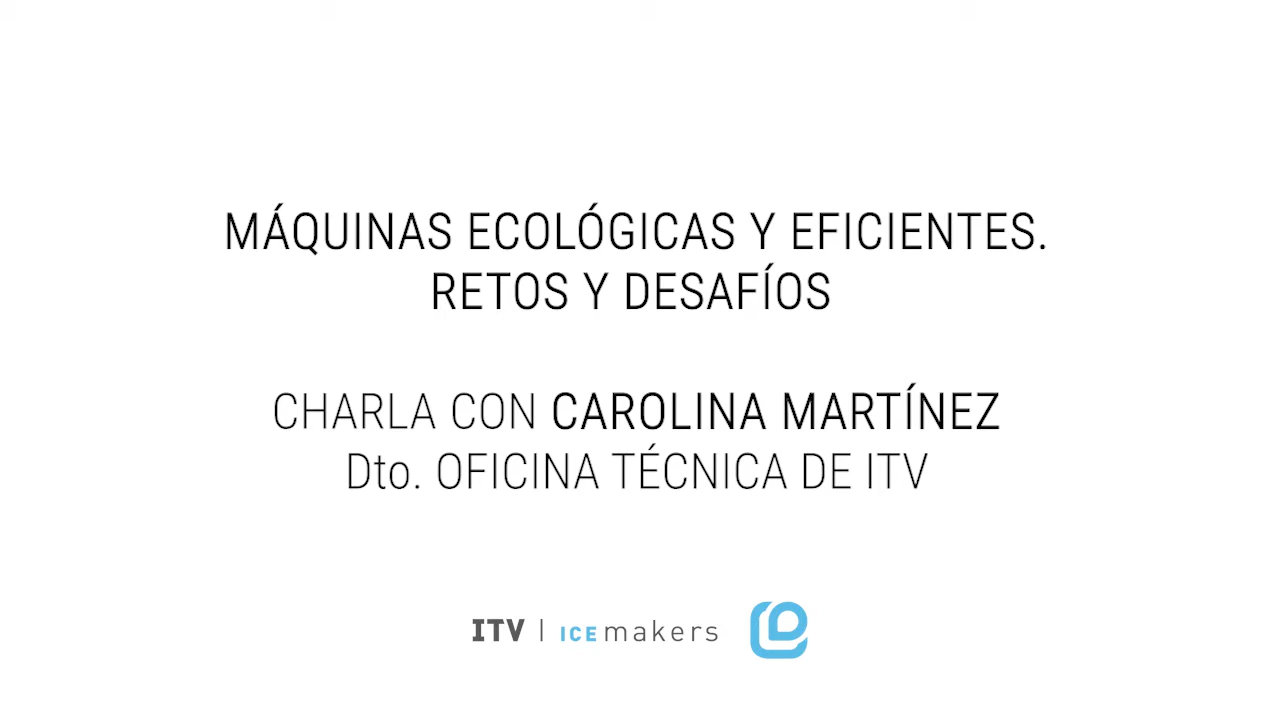 MÁQUINAS ECOLÓGICAS Y EFICIENTES.
RETOS Y DESAFÍOS
CHARLA CON CAROLINA MARTÍNEZ
Dto. OFICINA TÉCNICA DE ITV
ITV | ICEmakers